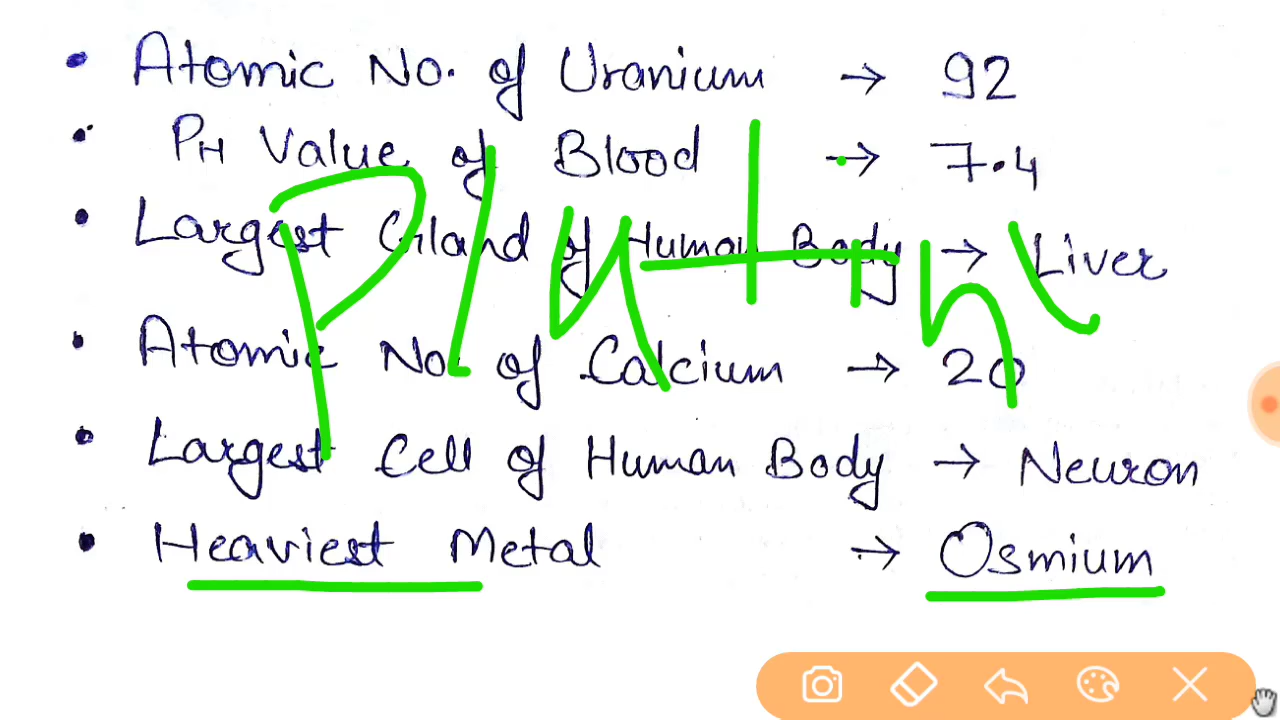 • Atomic No. of Uranium → 92
• PH Value of Blood → 7.4
• Largest Gland of Human Body → Liver
• Atomic No. of Calcium → 20
• Largest Cell of Human Body → Neuron
• Heaviest Metal → Osmium